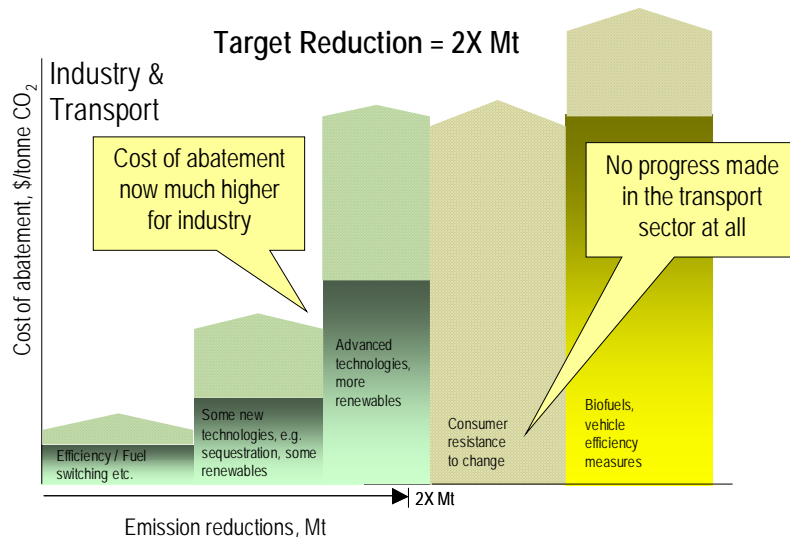 Target Reduction = 2X Mt
Industry &
Transport
Cost of abatement, $/tonne CO₂
Cost of abatement
now much higher
for industry
No progress made
in the transport
sector at all
Efficiency / Fuel
switching etc.
Some new
technologies, e.g.
sequestration, some
renewables
Advanced
technologies,
more
renewables
Consumer
resistance
to change
Biofuels,
vehicle
efficiency
measures
2X Mt
Emission reductions, Mt